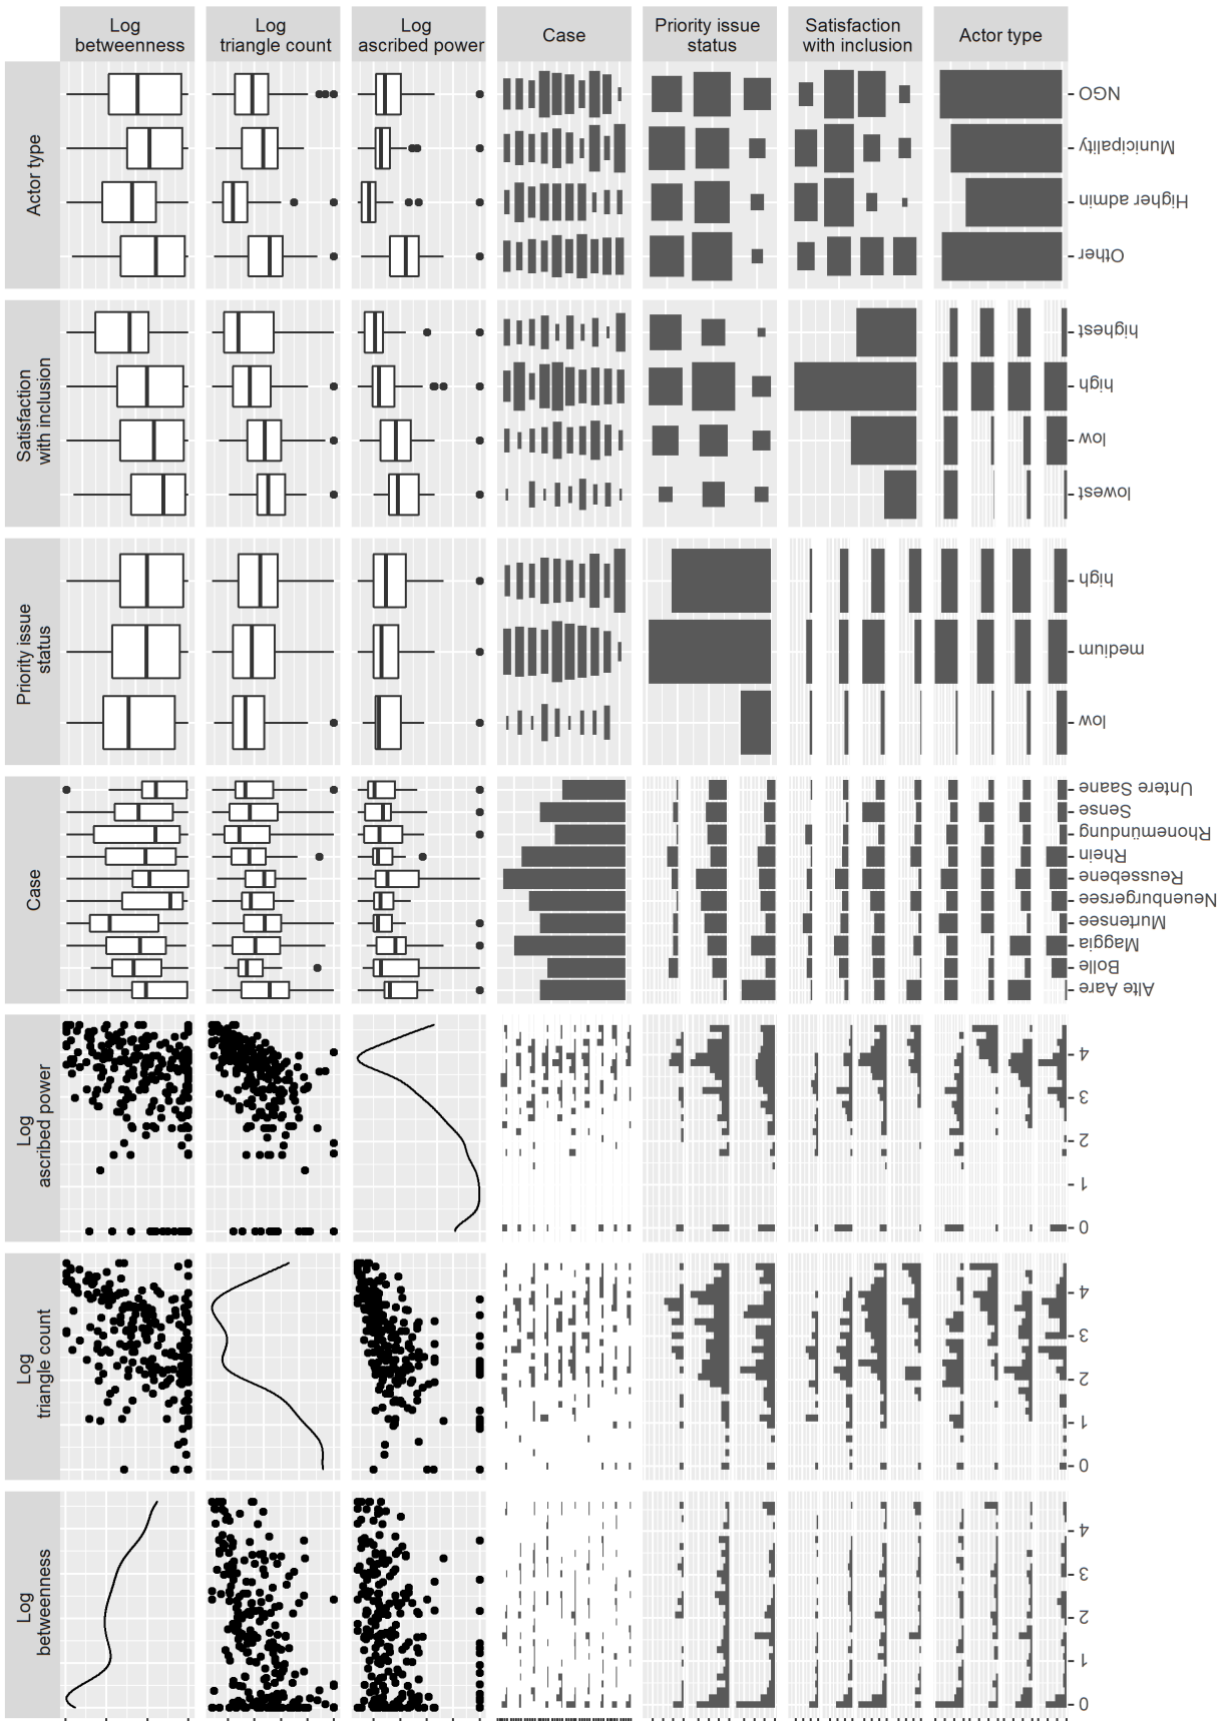 Log
betweenness
Log
triangle count
Log
ascribed power
Case
Priority issue
status
Satisfaction
with inclusion
Actor type
Actor type
NGO
Municipality
Higher admin
Other
Satisfaction
with inclusion
highest
high
low
lowest
Priority issue
status
high
medium
low
Case
Untere Saane
Sense
Rhonemündung
Rhein
Reussebene
Neuenburgersee
Murtensee
Maggia
Bolle
Alte Aare
Log
ascribed power
4
3
2
1
0
Log
triangle count
4
3
2
1
0
Log
betweenness
4
3
2
1
0